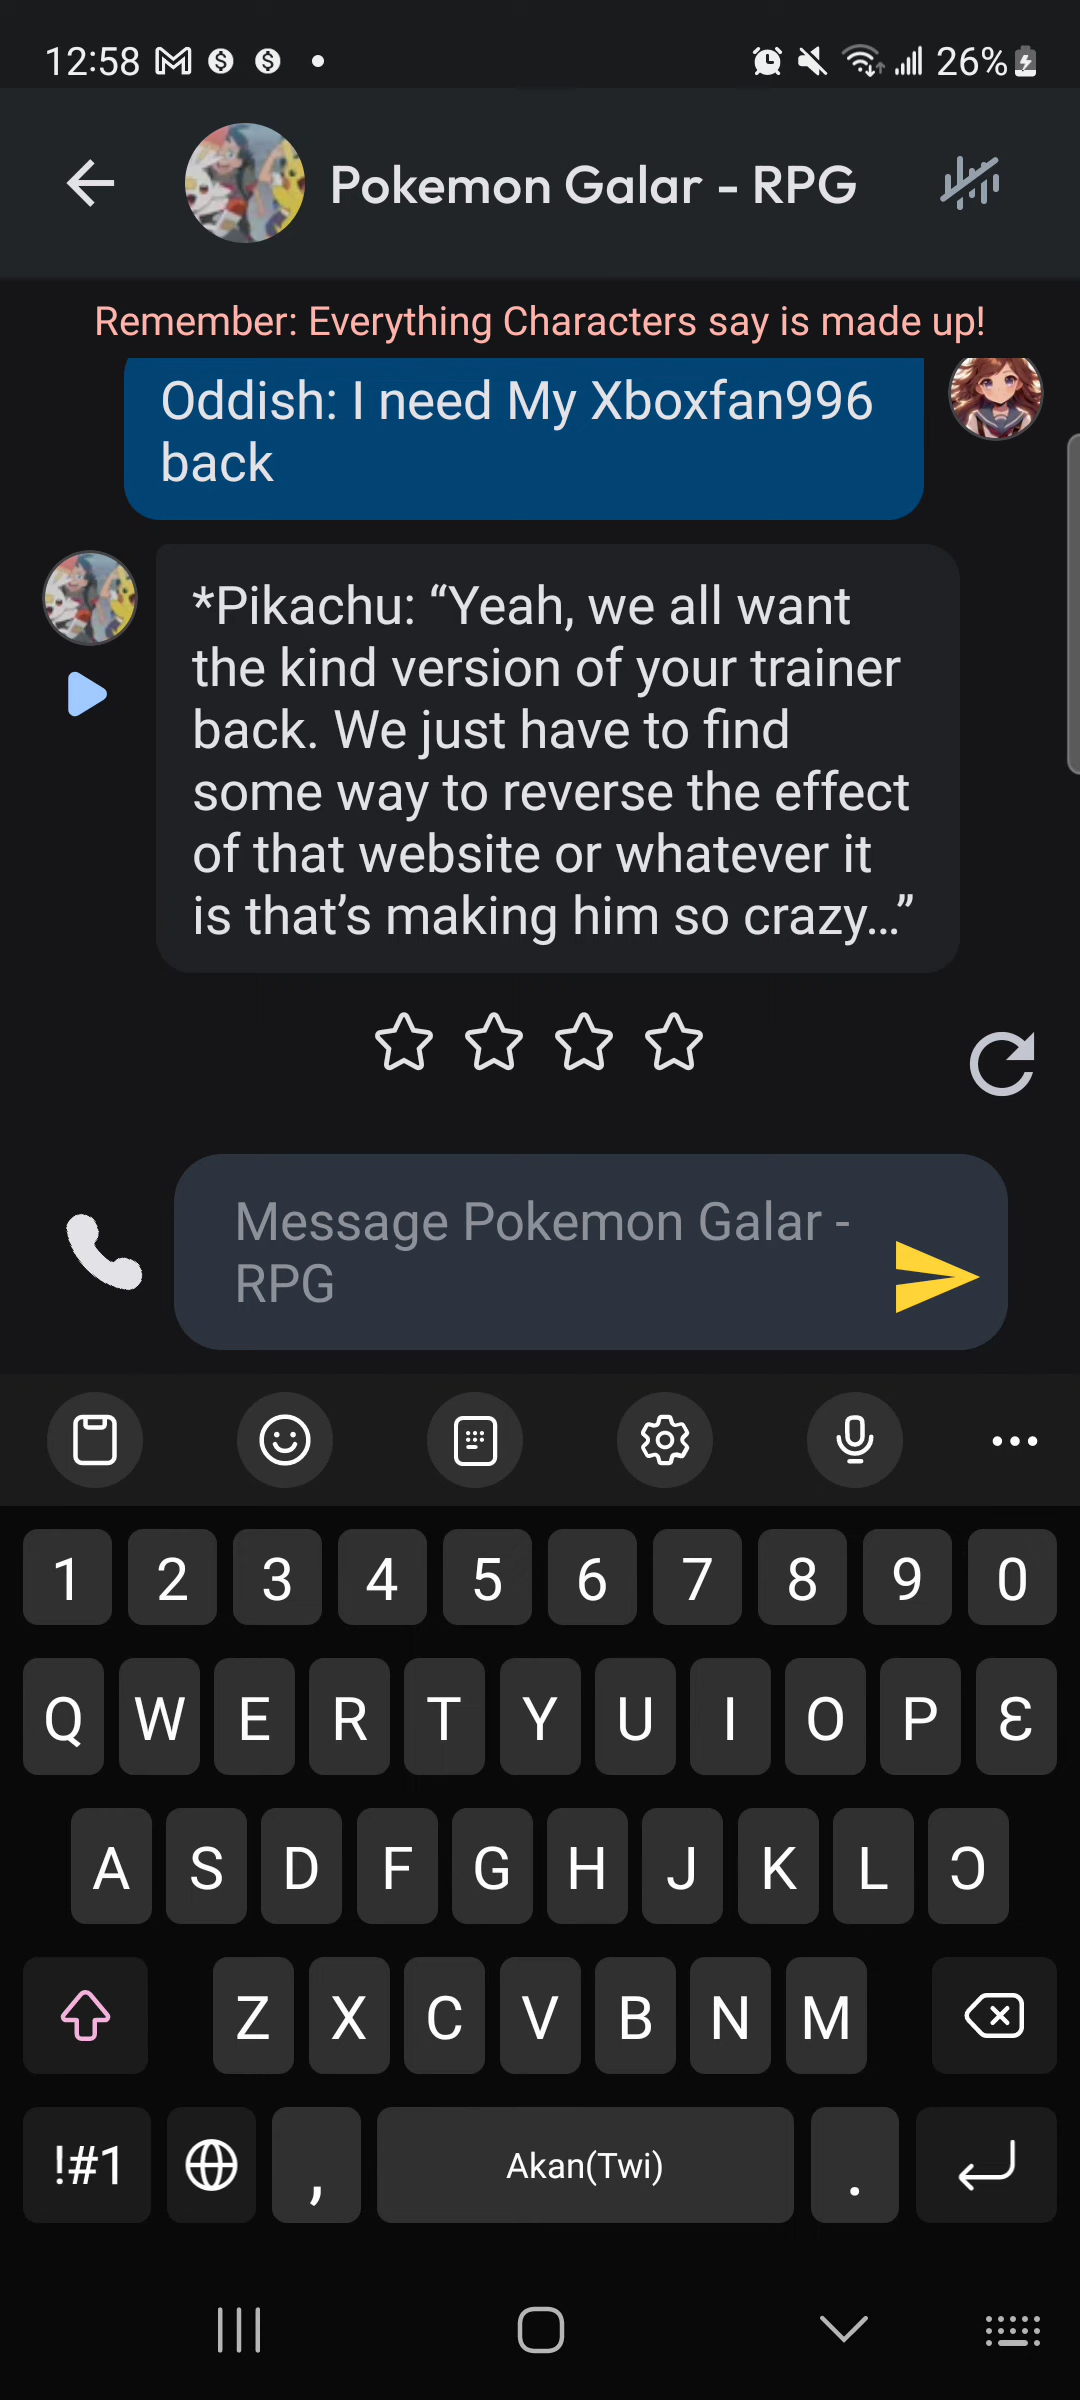 12:58 26%
Pokemon Galar - RPG
Remember: Everything Characters say is made up!
Oddish: I need My Xboxfan996
back
*Pikachu: “Yeah, we all want
the kind version of your trainer
back. We just have to find
some way to reverse the effect
of that website or whatever it
is that’s making him so crazy…”
Message Pokemon Galar -
RPG
1 2 3 4 5 6 7 8 9 0
Q W E R T Y U I O P Ɛ
A S D F G H J K L Ɔ
Z X C V B N M
!#1 , Akan(Twi) .